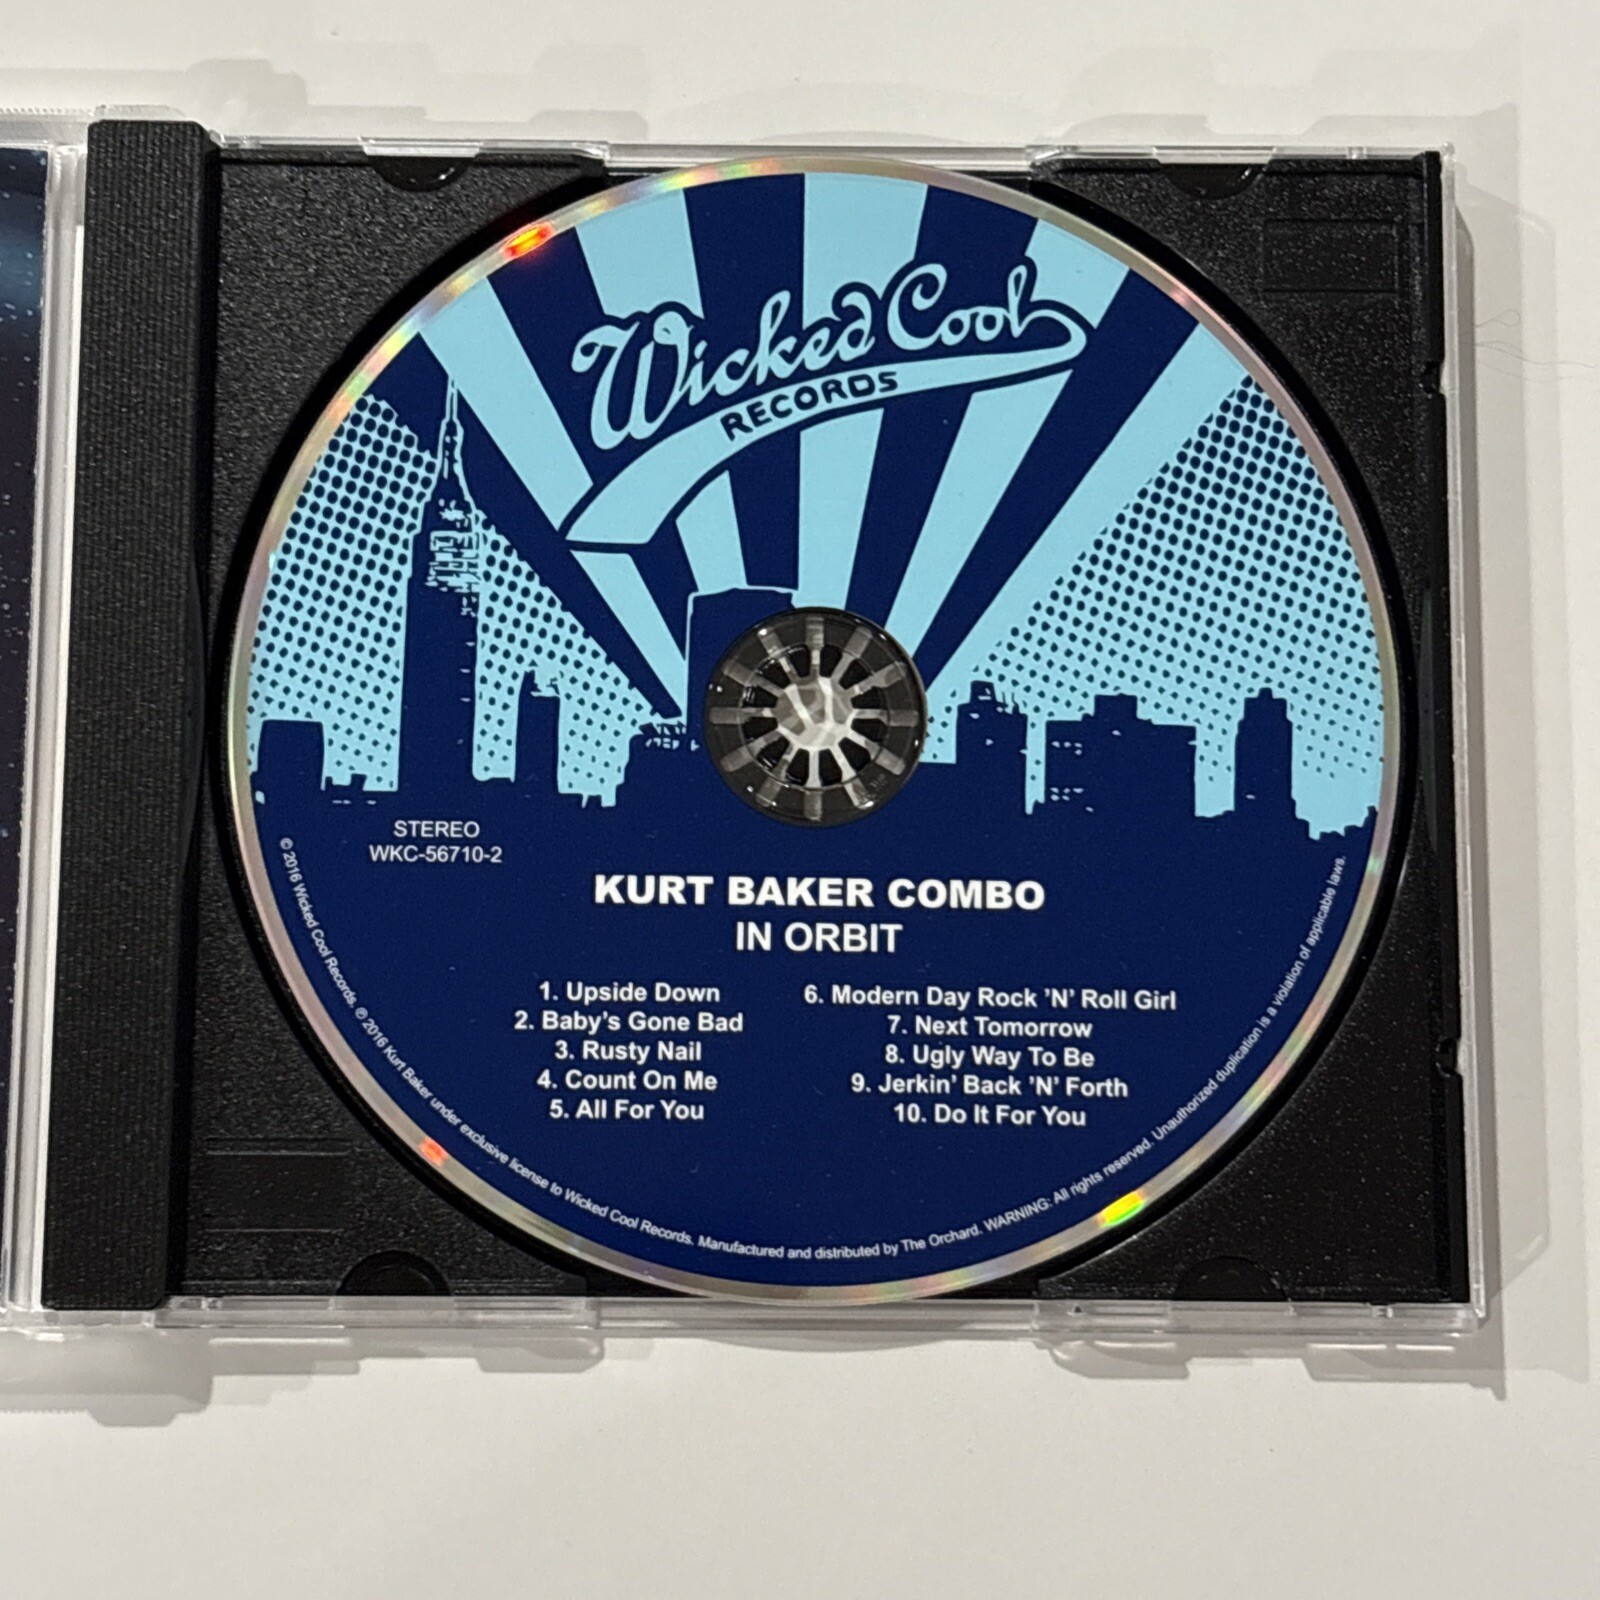 Wicked Cool
RECORDS
STEREO
WKC-56710-2
KURT BAKER COMBO
IN ORBIT
1. Upside Down
2. Baby's Gone Bad
3. Rusty Nail
4. Count On Me
5. All For You
6. Modern Day Rock 'N' Roll Girl
7. Next Tomorrow
8. Ugly Way To Be
9. Jerkin' Back 'N' Forth
10. Do It For You
© 2016 Wicked Cool Records. ℗ 2016 Kurt Baker under exclusive license to Wicked Cool Records. Manufactured and distributed by The Orchard. WARNING: All rights reserved. Unauthorized duplication is a violation of applicable laws.